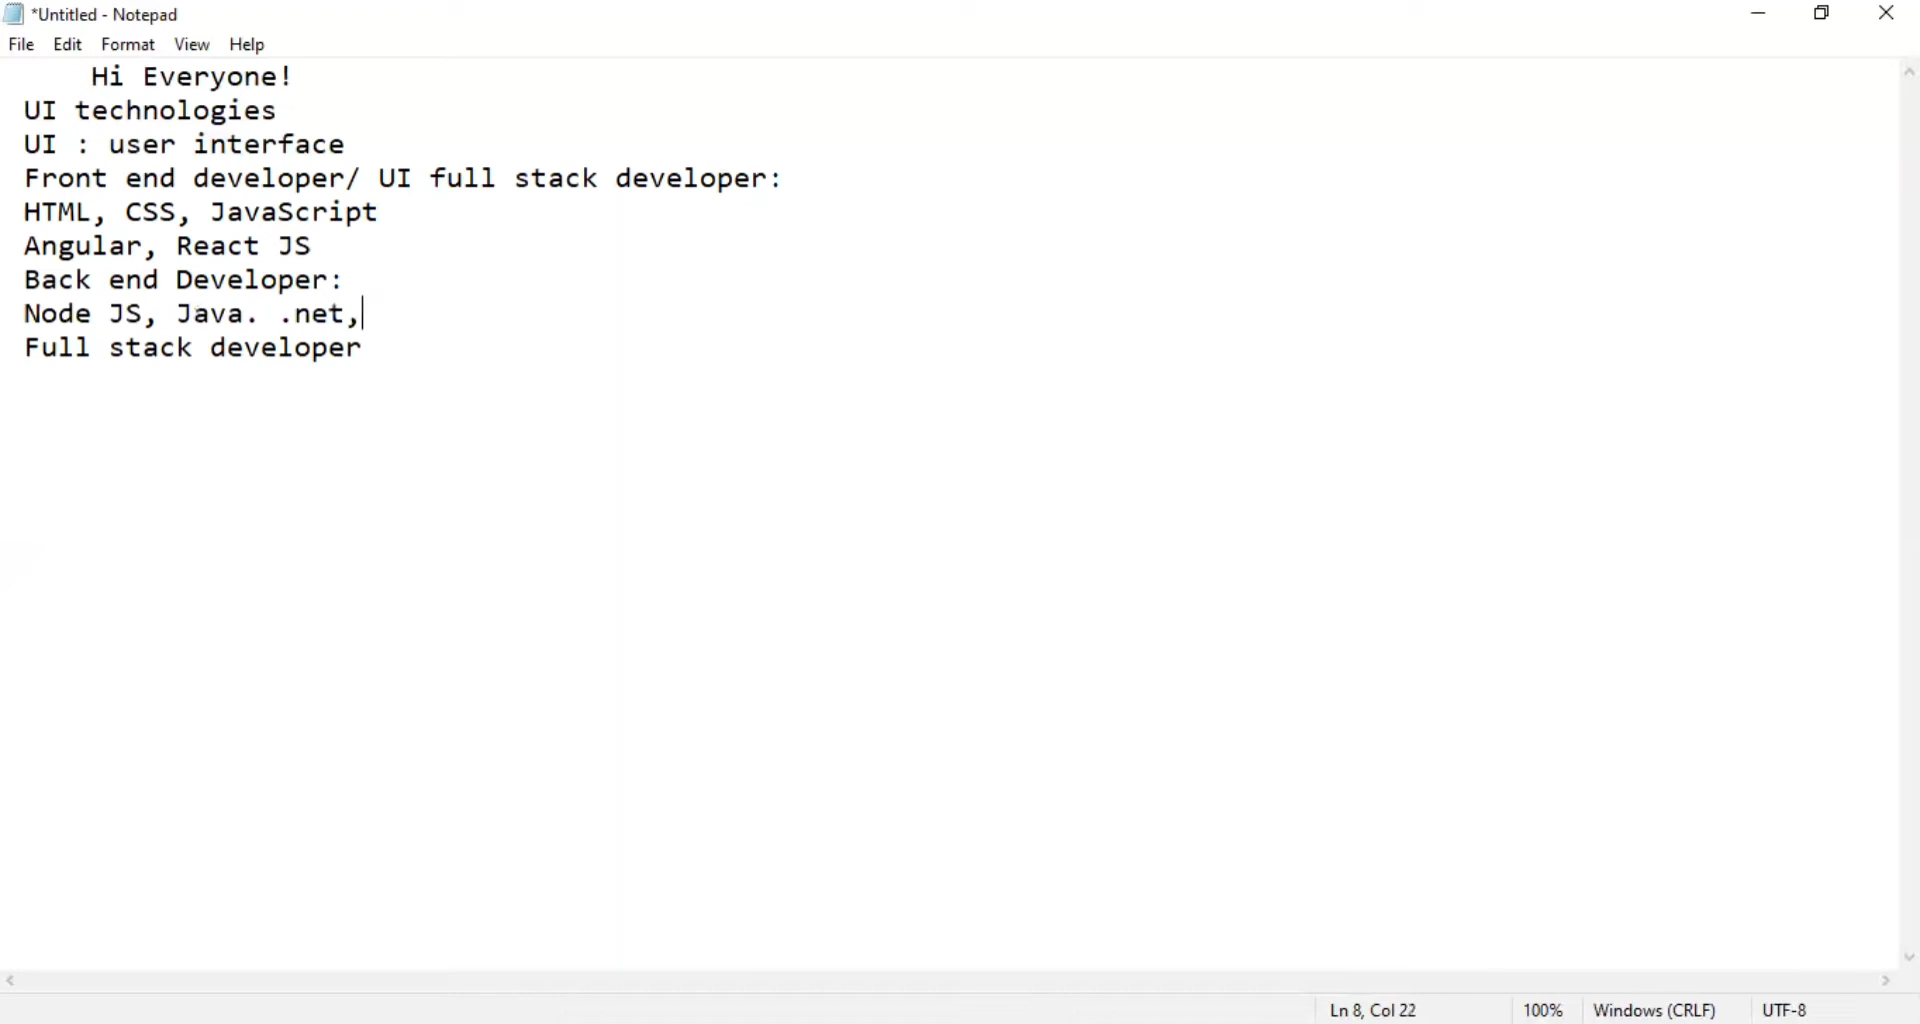 *Untitled - Notepad
File Edit Format View Help
Hi Everyone!
UI technologies
UI : user interface
Front end developer/ UI full stack developer:
HTML, CSS, JavaScript
Angular, React JS
Back end Developer:
Node JS, Java. .net,
Full stack developer
Ln 8, Col 22 100% Windows (CRLF) UTF-8